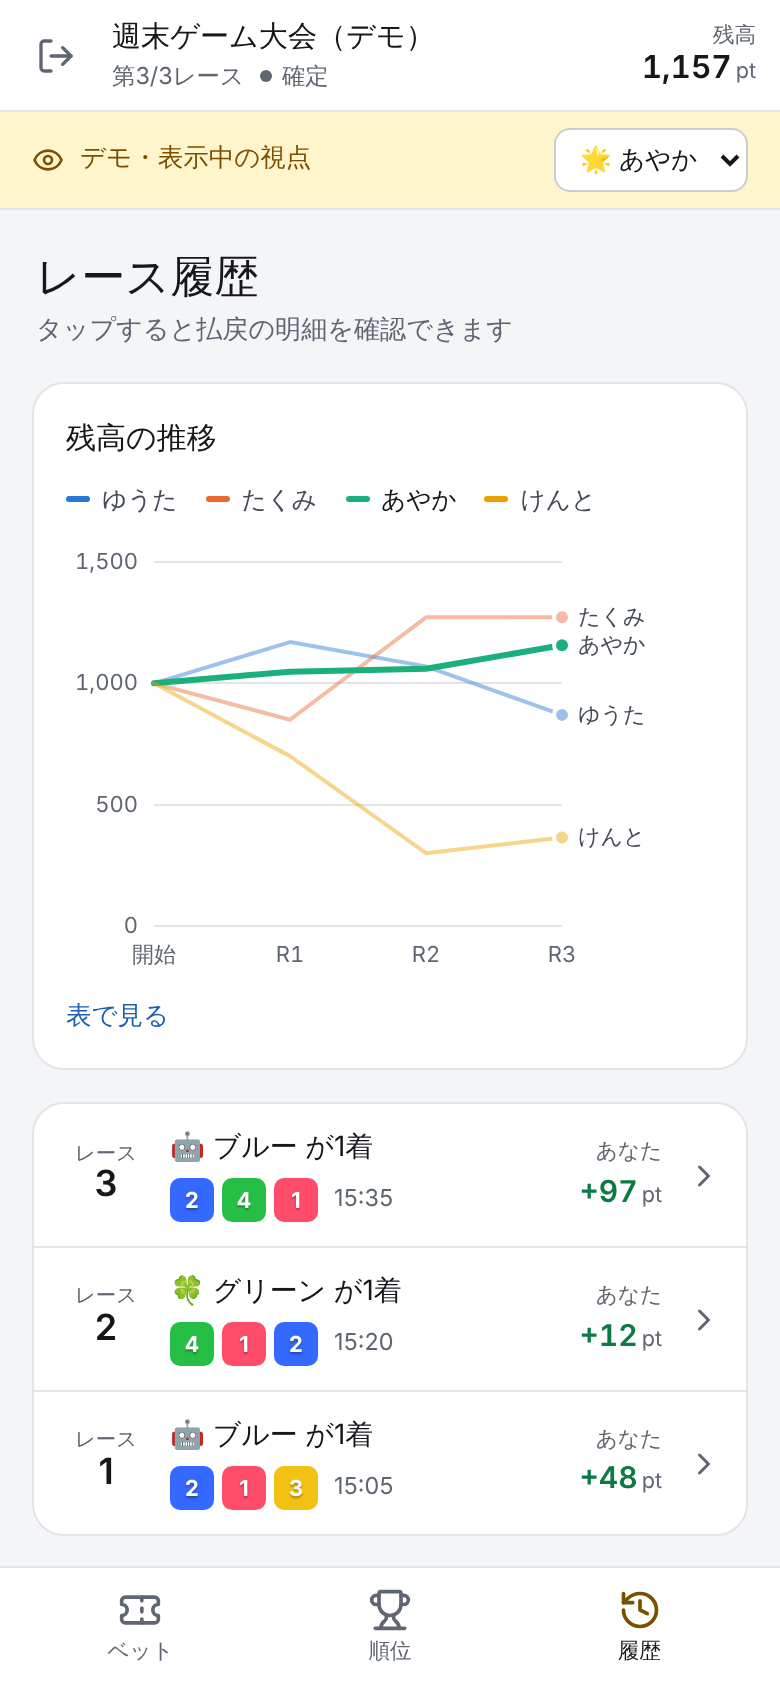 週末ゲーム大会（デモ）
第3/3レース ● 確定
残高
1,157 pt
デモ・表示中の視点
🌟 あやか
レース履歴
タップすると払戻の明細を確認できます
残高の推移
ゆうた たくみ あやか けんと
1,500
1,000
500
0
たくみ
あやか
ゆうた
けんと
開始 R1 R2 R3
表で見る
レース
3
🤖 ブルー が1着
2 4 1 15:35
あなた
+97 pt
レース
2
🍀 グリーン が1着
4 1 2 15:20
あなた
+12 pt
レース
1
🤖 ブルー が1着
2 1 3 15:05
あなた
+48 pt
ベット 順位 履歴